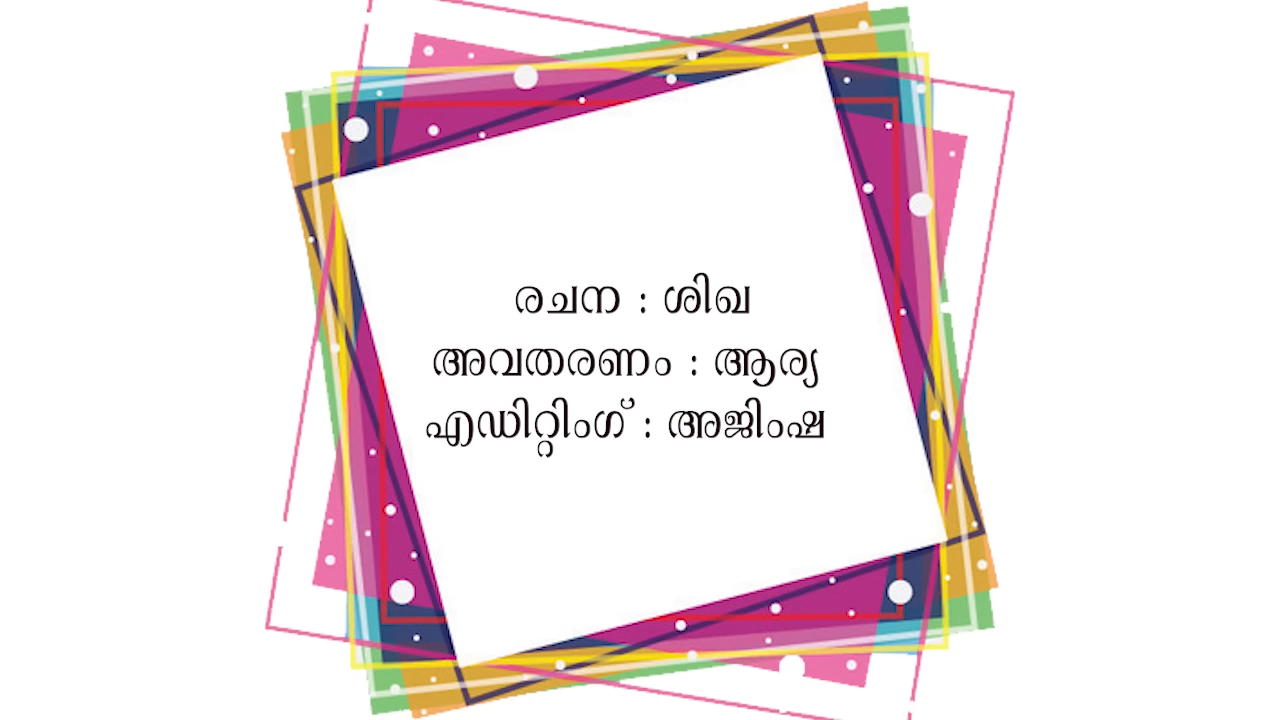 രചന : ശിഖ
അവതരണം : ആര്യ
എഡിറ്റിംഗ് : അജിംഷ